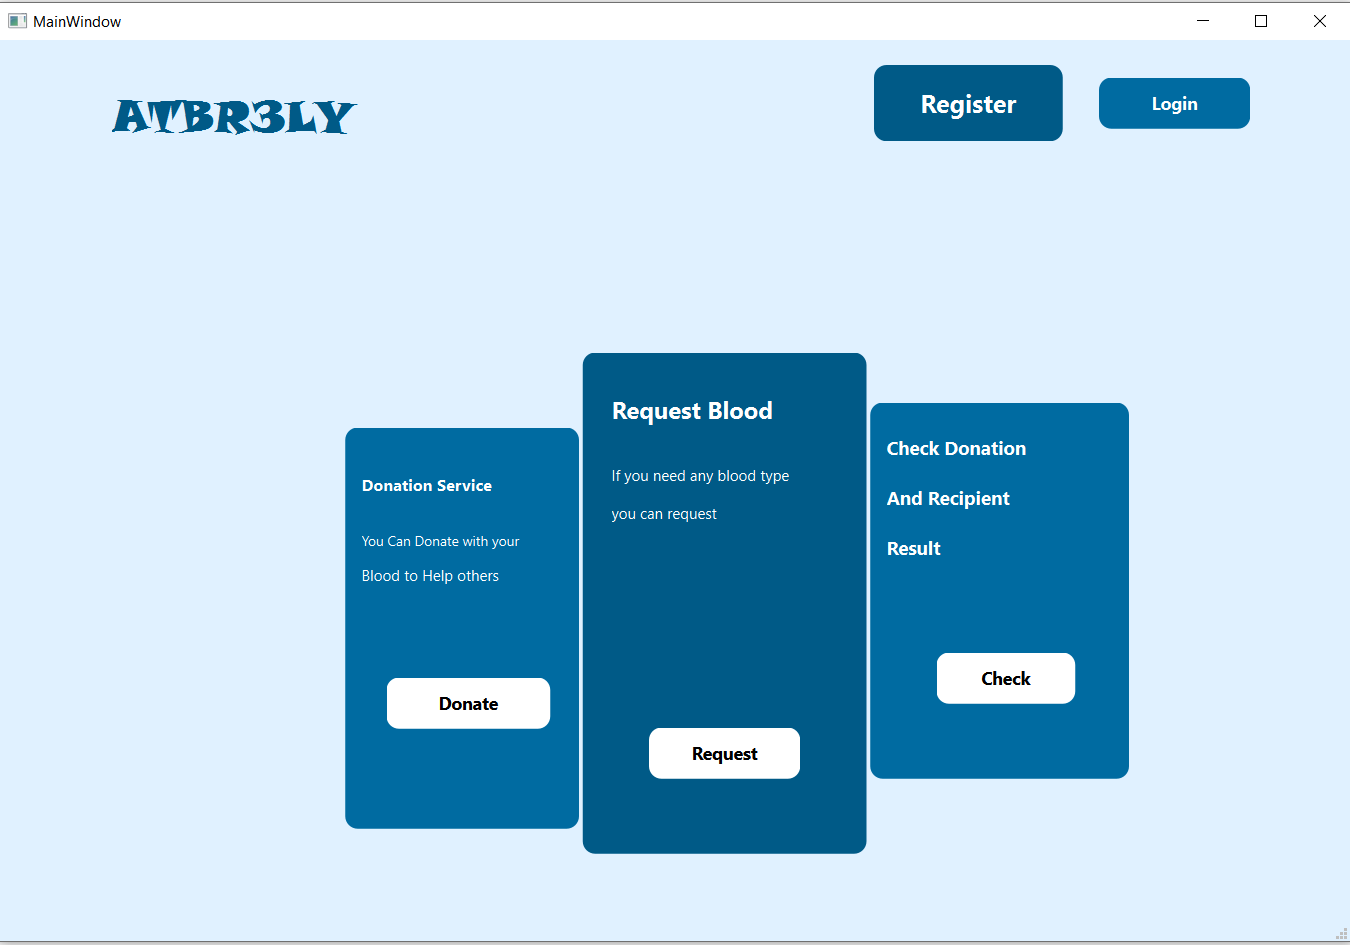 MainWindow
ATBR3LY
Register
Login
Donation Service
You Can Donate with your
Blood to Help others
Donate
Request Blood
If you need any blood type
you can request
Request
Check Donation
And Recipient
Result
Check